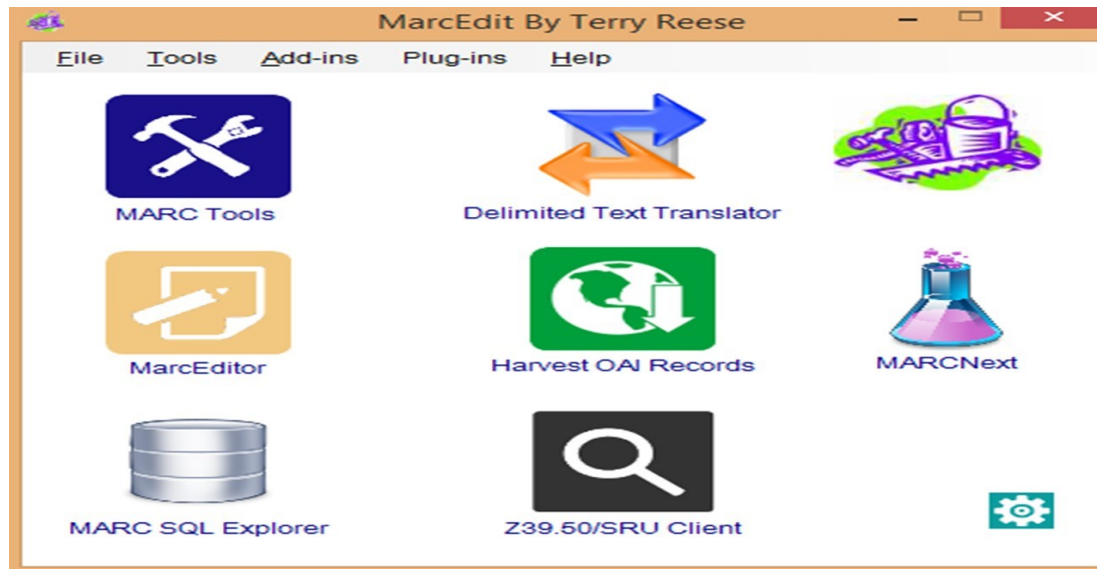 MarcEdit By Terry Reese
File Tools Add-ins Plug-ins Help
MARC Tools
Delimited Text Translator
MarcEditor
Harvest OAI Records
MARCNext
MARC SQL Explorer
Z39.50/SRU Client